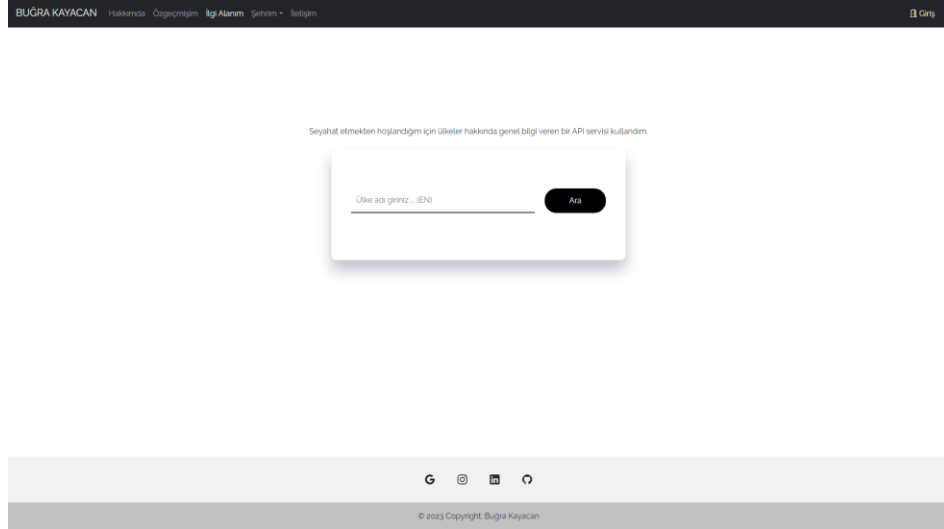 BUĞRA KAYACAN Hakkımda Özgeçmişim İlgi Alanım Şehrim İletişim Giriş
Seyahat etmekten hoşlandığım için ülkeler hakkında genel bilgi veren bir API servisi kullandım.
Ülke adı giriniz ... (EN) Ara
© 2023 Copyright: Buğra Kayacan